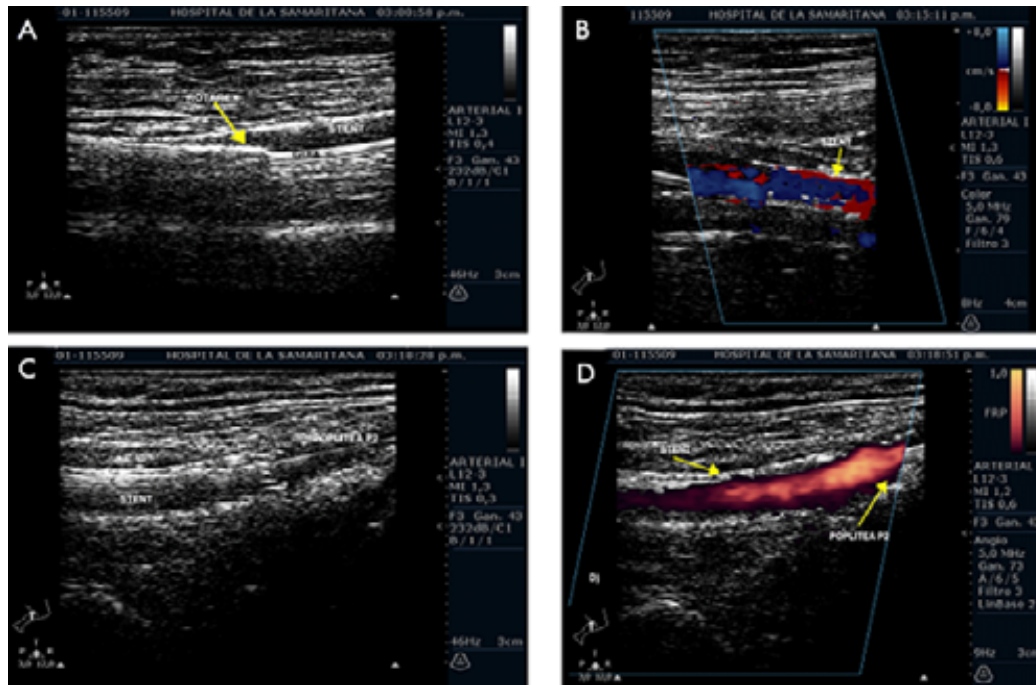 A
01-115509 HOSPITAL DE LA SAMARITANA 03:00:58 p.m.
STENT
ARTERIAL I
L12-3
MI 1,3
TIS 0,4
F3 Gan. 43
232dB/C1
B/1/1
46Hz 3cm
B
115509 HOSPITAL DE LA SAMARITANA 03:15:11 p.m.
+8,0
cm/s
-8,0
STENT
ARTERIAL I
L12-3
MI 1,3
TIS 0,6
F3 Gan. 43
Color
5,0 MHz
Gan. 79
F/6/4
Filtro 3
8Hz 4cm
C
01-115509 HOSPITAL DE LA SAMARITANA 03:18:28 p.m.
POPLITEA P2
STENT
ARTERIAL I
L12-3
MI 1,3
TIS 0,3
F3 Gan. 43
232dB/C1
B/1/1
46Hz 3cm
D
01-115509 HOSPITAL DE LA SAMARITANA 03:18:51 p.m.
1,0
FRP
STENT
POPLITEA P2
ARTERIAL I
L12-3
MI 1,2
TIS 0,6
Angio
5,0 MHz
Gan. 73
A/6/5
Filtro 3
LinBase 2
9Hz 3cm